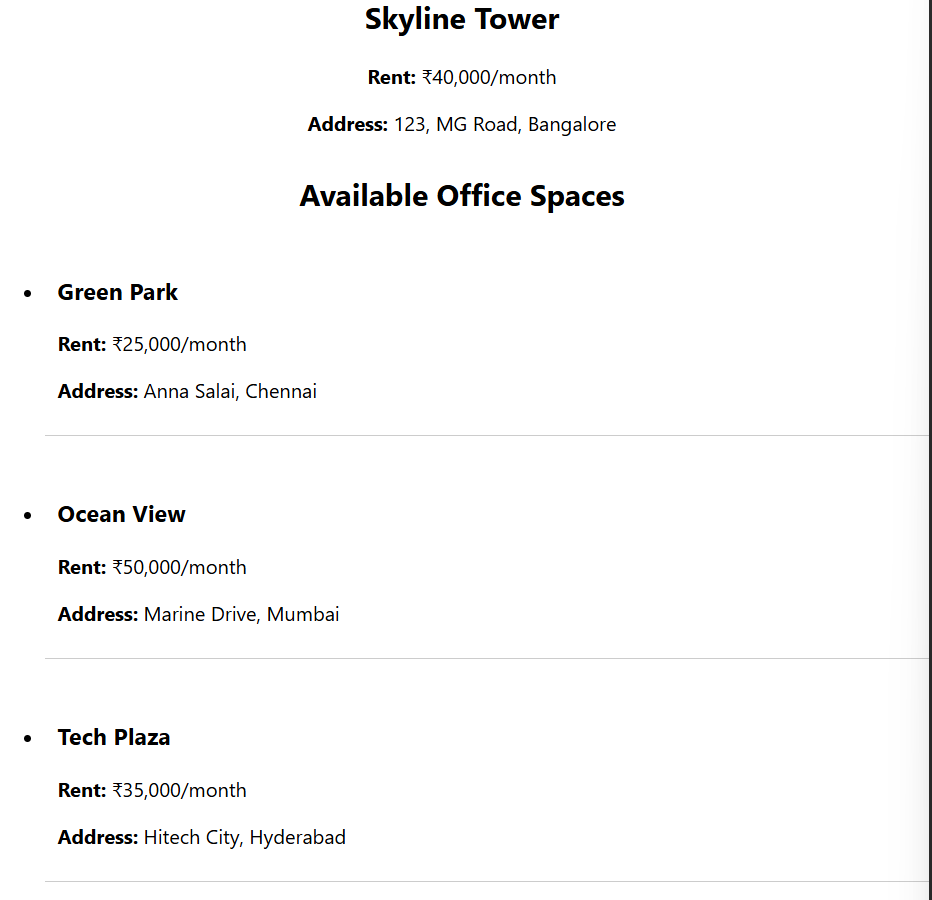 Skyline Tower
Rent: ₹40,000/month
Address: 123, MG Road, Bangalore
Available Office Spaces
Green Park
Rent: ₹25,000/month
Address: Anna Salai, Chennai
Ocean View
Rent: ₹50,000/month
Address: Marine Drive, Mumbai
Tech Plaza
Rent: ₹35,000/month
Address: Hitech City, Hyderabad